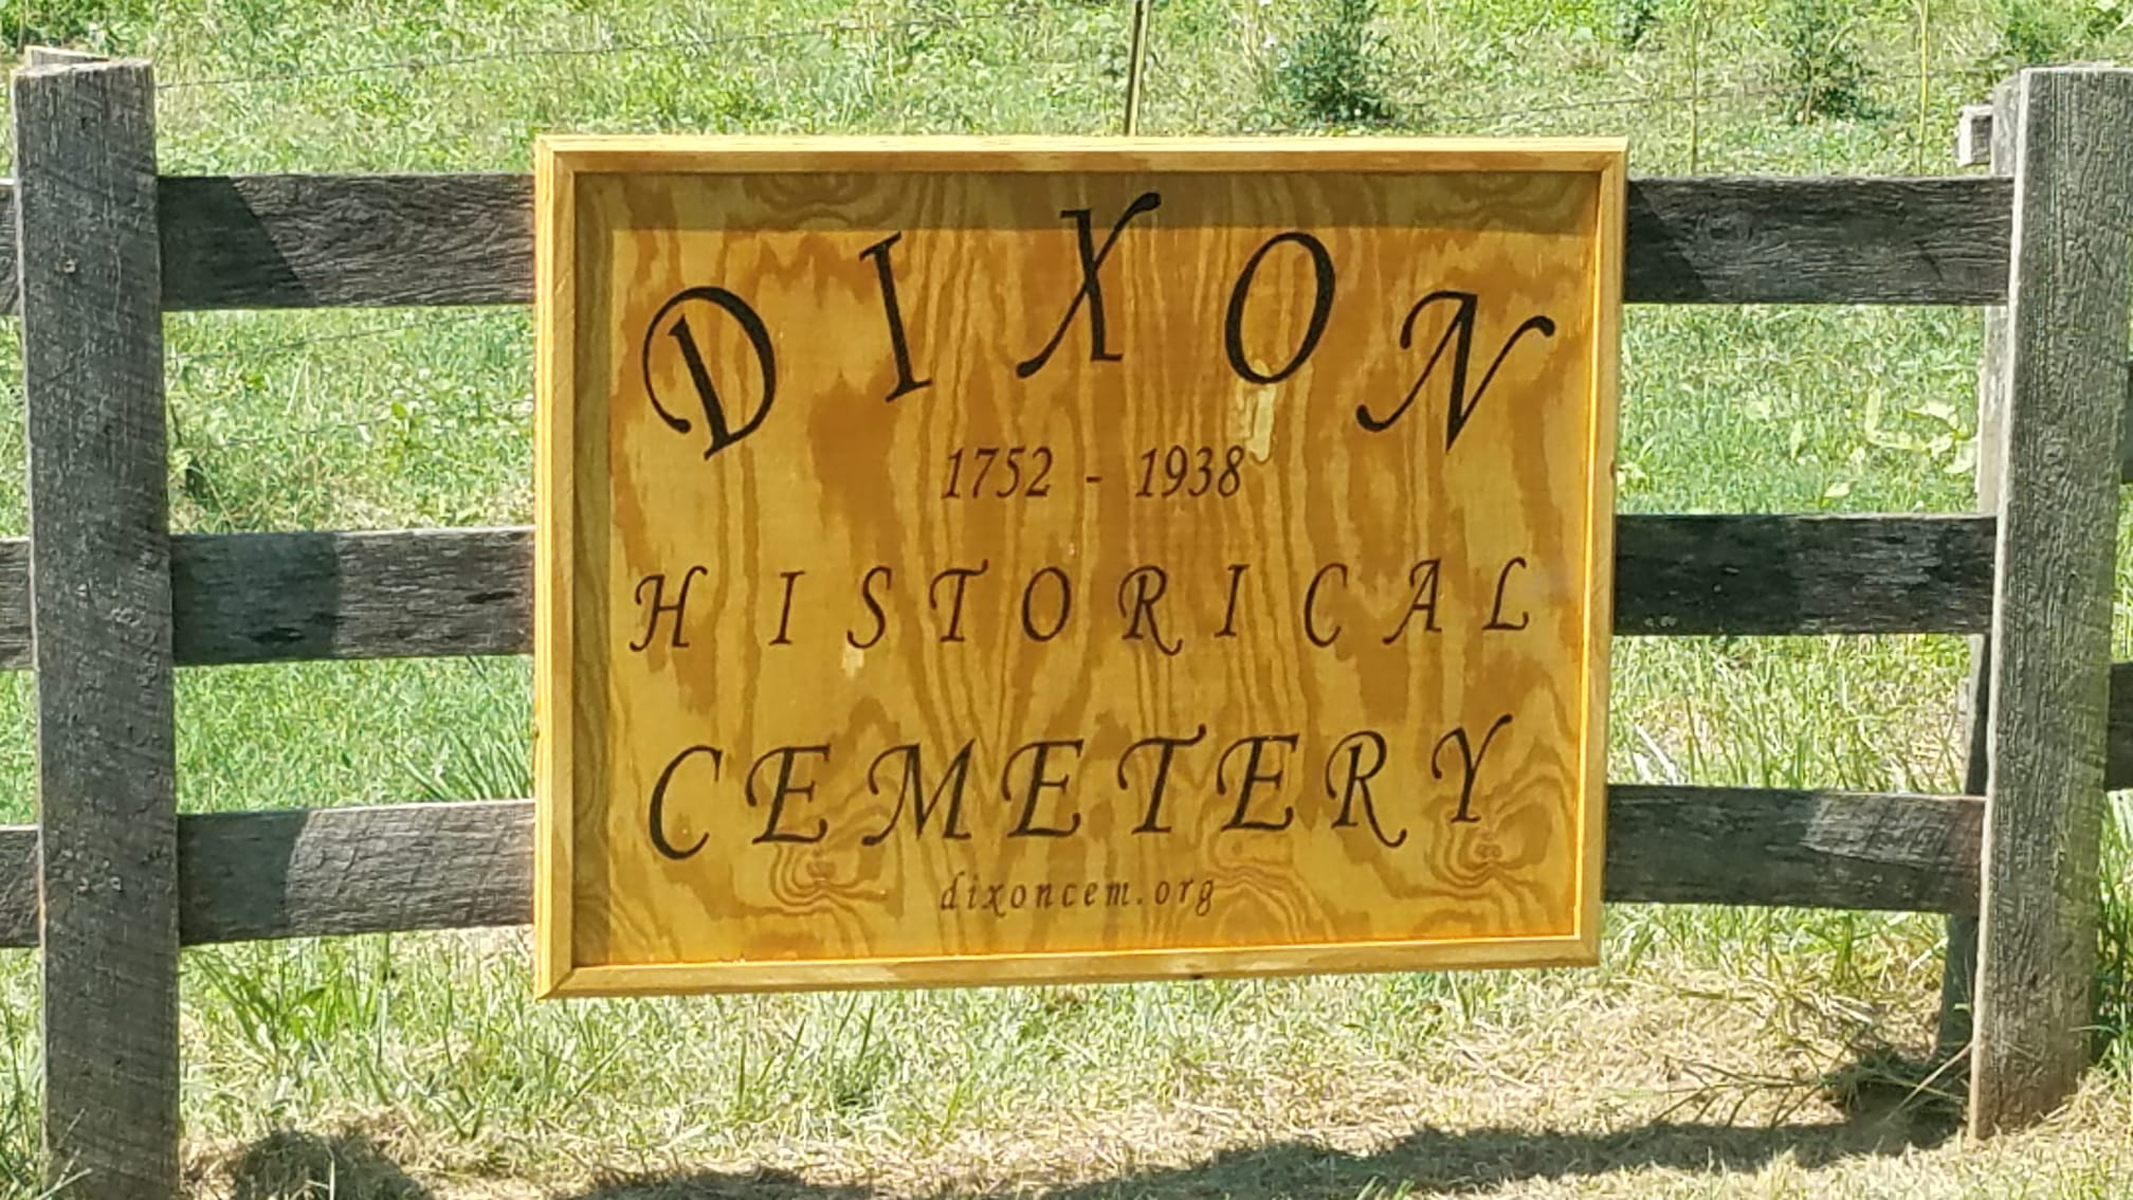 DIXON
1752 - 1938
HISTORICAL
CEMETERY
dixoncem.org